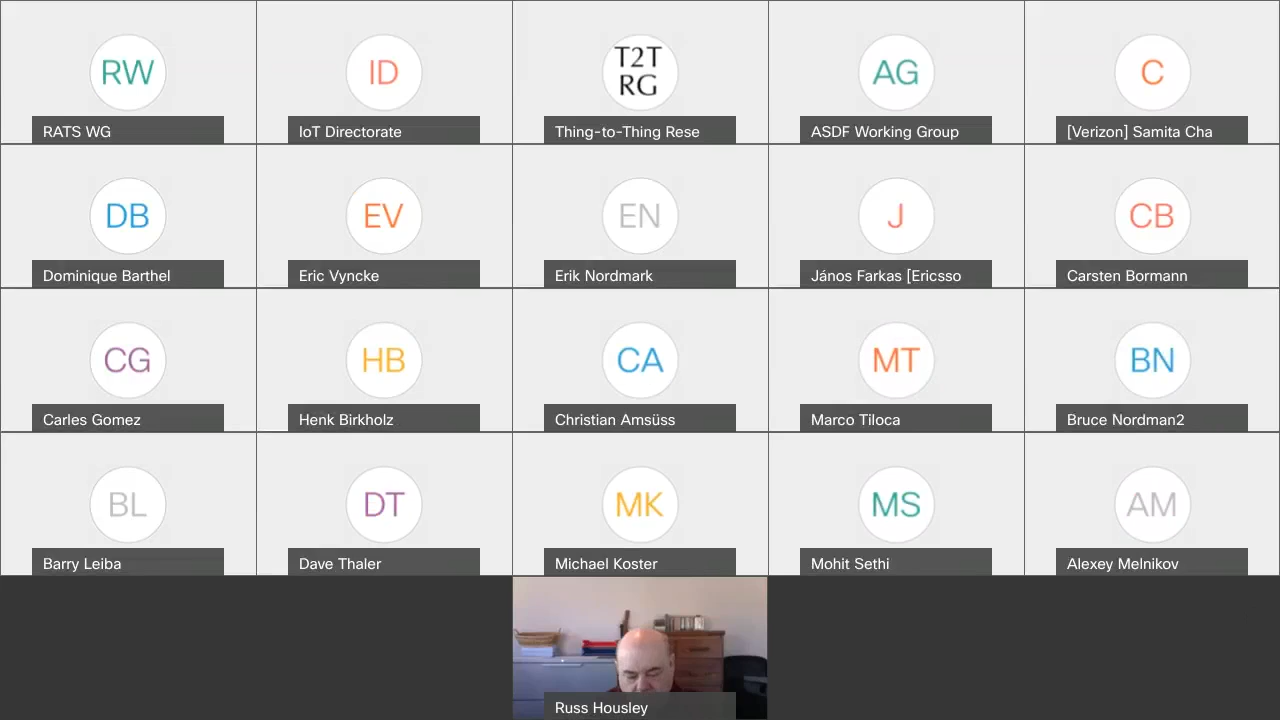 RW
RATS WG
ID
IoT Directorate
T2T
RG
Thing-to-Thing Rese
AG
ASDF Working Group
C
[Verizon] Samita Cha
DB
Dominique Barthel
EV
Eric Vyncke
EN
Erik Nordmark
J
János Farkas [Ericsso
CB
Carsten Bormann
CG
Carles Gomez
HB
Henk Birkholz
CA
Christian Amsüss
MT
Marco Tiloca
BN
Bruce Nordman2
BL
Barry Leiba
DT
Dave Thaler
MK
Michael Koster
MS
Mohit Sethi
AM
Alexey Melnikov
Russ Housley